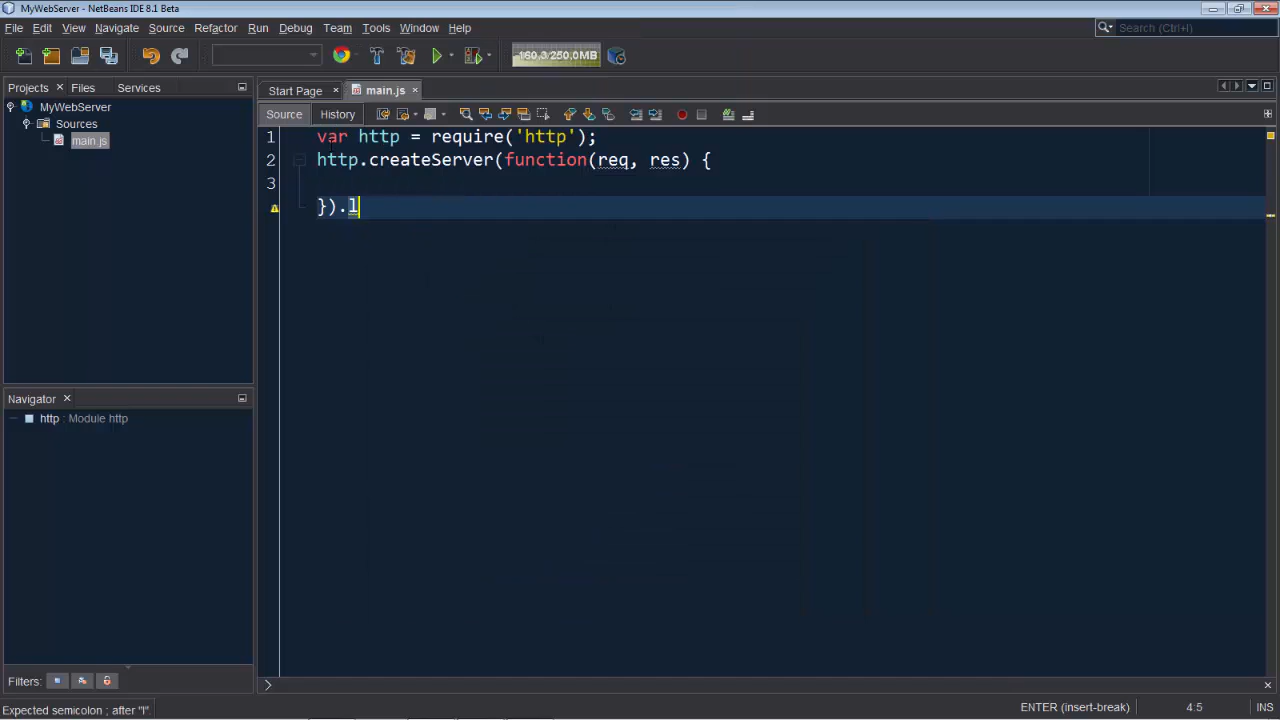 MyWebServer - NetBeans IDE 8.1 Beta
File Edit View Navigate Source Refactor Run Debug Team Tools Window Help
Search (Ctrl+I)
160.3/250.0MB
Projects Files Services
Start Page main.js
MyWebServer
Sources
main.js
Source History
1 var http = require('http');
2 http.createServer(function(req, res) {
3
}).l
Navigator
http : Module http
Filters:
Expected semicolon ; after "l".
ENTER (insert-break) 4:5 INS